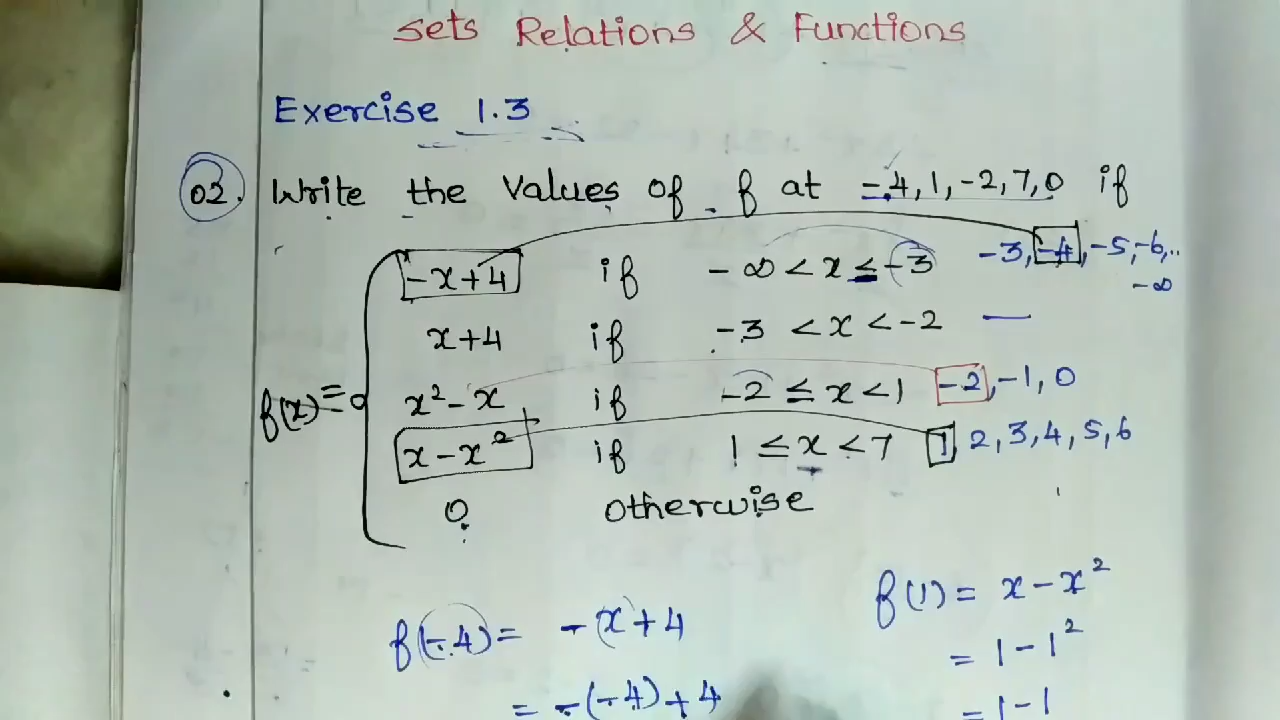 Sets Relations & Functions
Exercise 1.3
02. Write the Values of f at -4, 1, -2, 7, 0 if
-x+4 if -∞ < x ≤ -3 -3, -4, -5, -6, .. -∞
x+4 if -3 < x < -2 —
f(x) =
x² - x if -2 ≤ x < 1 -2, -1, 0
x - x² if 1 ≤ x < 7 1 2, 3, 4, 5, 6
0 otherwise
f(-4) = -x+4
= -(-4)+4
f(1) = x - x²
= 1 - 1²
= 1 - 1